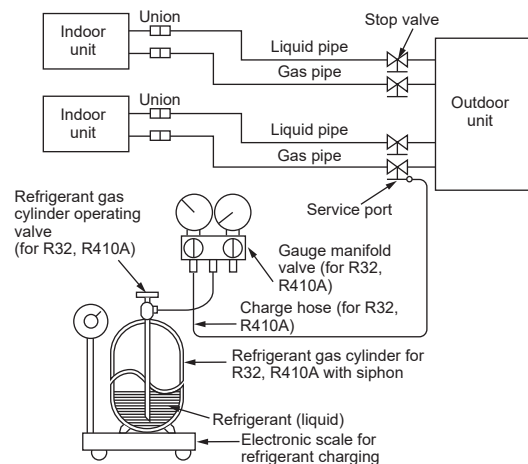 Indoor
unit
Union
Liquid pipe
Gas pipe
Stop valve
Indoor
unit
Union
Liquid pipe
Gas pipe
Outdoor
unit
Service port
Refrigerant gas
cylinder operating
valve
(for R32, R410A)
Gauge manifold
valve (for R32,
R410A)
Charge hose (for R32,
R410A)
Refrigerant gas cylinder for
R32, R410A with siphon
Refrigerant (liquid)
Electronic scale for
refrigerant charging